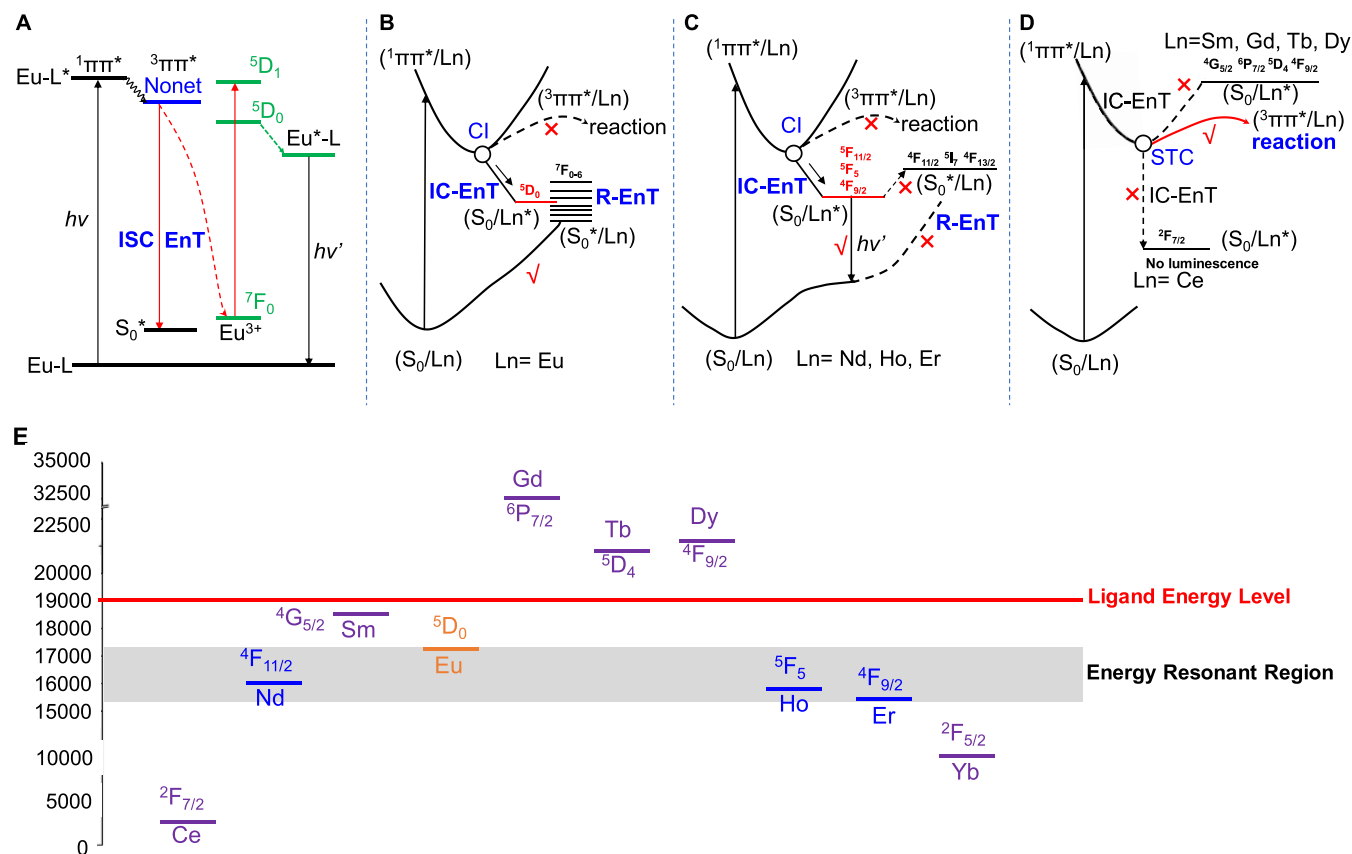 A
Eu-L*
¹ππ*
³ππ*
Nonet
⁵D₁
⁵D₀
Eu*-L
hν
ISC
EnT
hν’
⁷F₀
S₀*
Eu³⁺
Eu-L
B
(¹ππ*/Ln)
(³ππ*/Ln)
CI
×
reaction
⁷F₀₋₆
IC-EnT
⁵D₀
R-EnT
(S₀/Ln*)
(S₀*/Ln)
√
(S₀/Ln)
Ln= Eu
C
(¹ππ*/Ln)
(³ππ*/Ln)
CI
×
reaction
⁵F₁₁/₂
⁵F₅
⁴F₉/₂
⁴F₁₁/₂ ⁵I₇ ⁴F₁₃/₂
IC-EnT
×
(S₀*/Ln)
(S₀/Ln*)
R-EnT
√
hν’
×
(S₀/Ln)
Ln= Nd, Ho, Er
D
Ln=Sm, Gd, Tb, Dy
(¹ππ*/Ln)
⁴G₅/₂ ⁶P₇/₂ ⁵D₄ ⁴F₉/₂
IC-EnT
×
(S₀/Ln*)
(³ππ*/Ln)
√
reaction
STC
×
IC-EnT
²F₇/₂
(S₀/Ln*)
No luminescence
Ln= Ce
(S₀/Ln)
E
35000
32500
22500
20000
19000
18000
17000
16000
15000
10000
5000
0
Gd
⁶P₇/₂
Tb
⁵D₄
Dy
⁴F₉/₂
Ligand Energy Level
⁴G₅/₂
Sm
⁵D₀
Eu
⁴F₁₁/₂
Nd
⁵F₅
Ho
⁴F₉/₂
Er
Energy Resonant Region
²F₅/₂
Yb
²F₇/₂
Ce